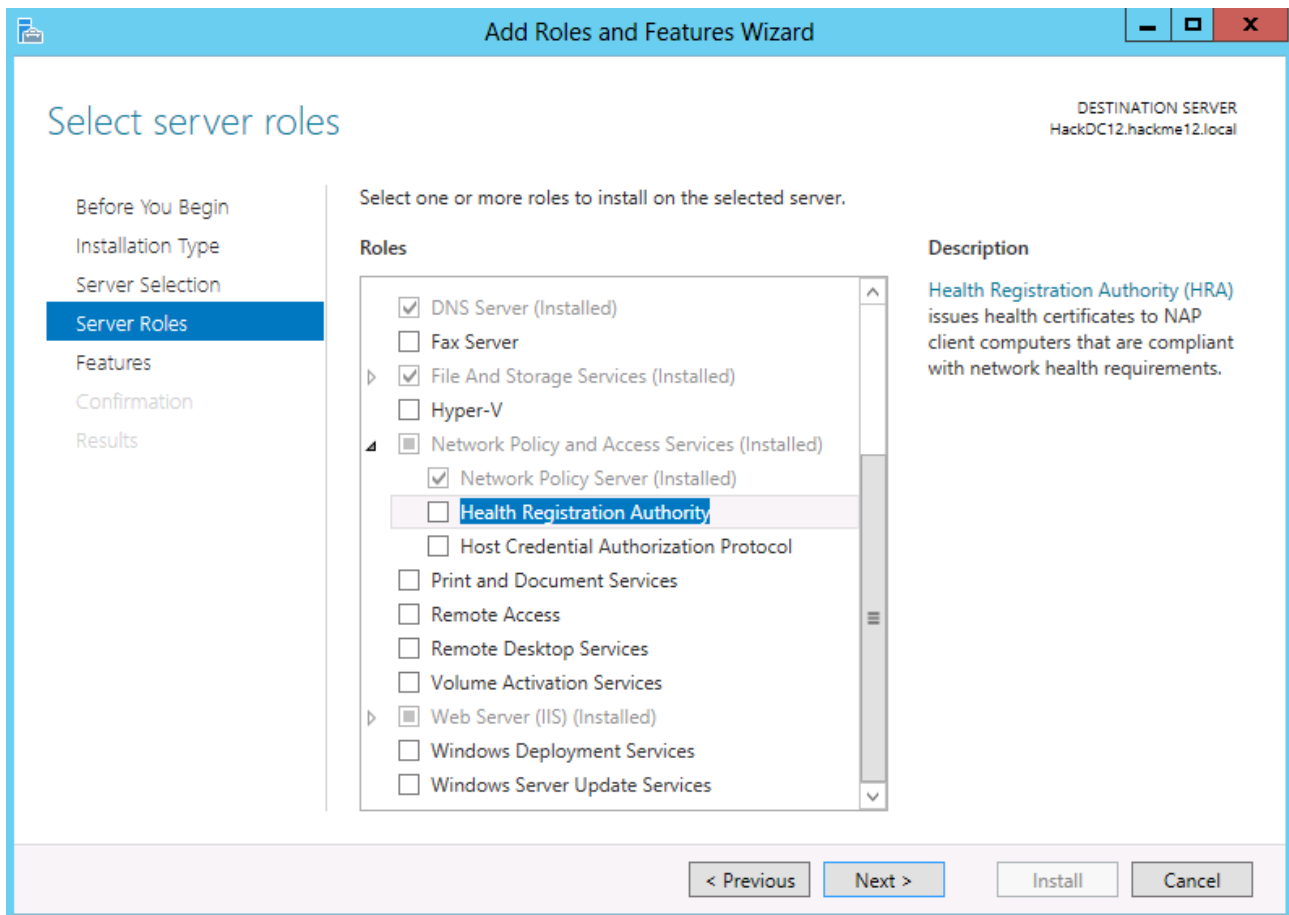 Add Roles and Features Wizard
Select server roles
DESTINATION SERVER
HackDC12.hackme12.local
Before You Begin
Installation Type
Server Selection
Server Roles
Features
Confirmation
Results
Select one or more roles to install on the selected server.
Roles
DNS Server (Installed)
Fax Server
File And Storage Services (Installed)
Hyper-V
Network Policy and Access Services (Installed)
Network Policy Server (Installed)
Health Registration Authority
Host Credential Authorization Protocol
Print and Document Services
Remote Access
Remote Desktop Services
Volume Activation Services
Web Server (IIS) (Installed)
Windows Deployment Services
Windows Server Update Services
Description
Health Registration Authority (HRA)
issues health certificates to NAP
client computers that are compliant
with network health requirements.
< Previous
Next >
Install
Cancel